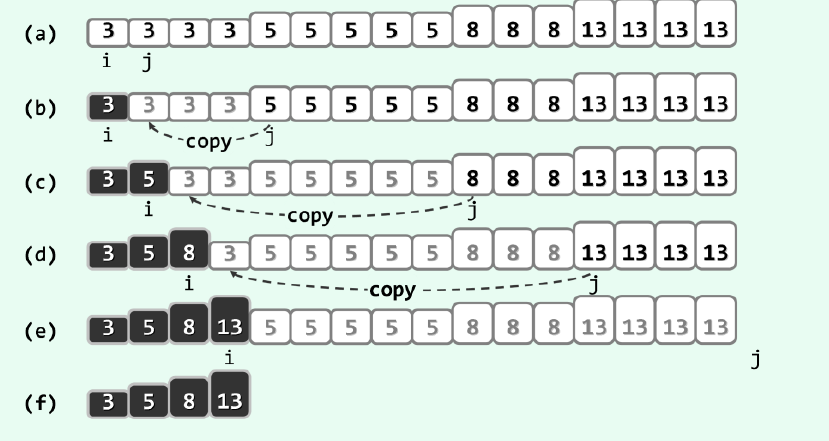 (a) 3 3 3 3 5 5 5 5 5 8 8 8 13 13 13 13
i j
(b) 3 3 3 3 5 5 5 5 5 8 8 8 13 13 13 13
i copy j
(c) 3 5 3 3 5 5 5 5 5 8 8 8 13 13 13 13
i copy j
(d) 3 5 8 3 5 5 5 5 5 8 8 8 13 13 13 13
i copy j
(e) 3 5 8 13 5 5 5 5 5 8 8 8 13 13 13 13
i j
(f) 3 5 8 13